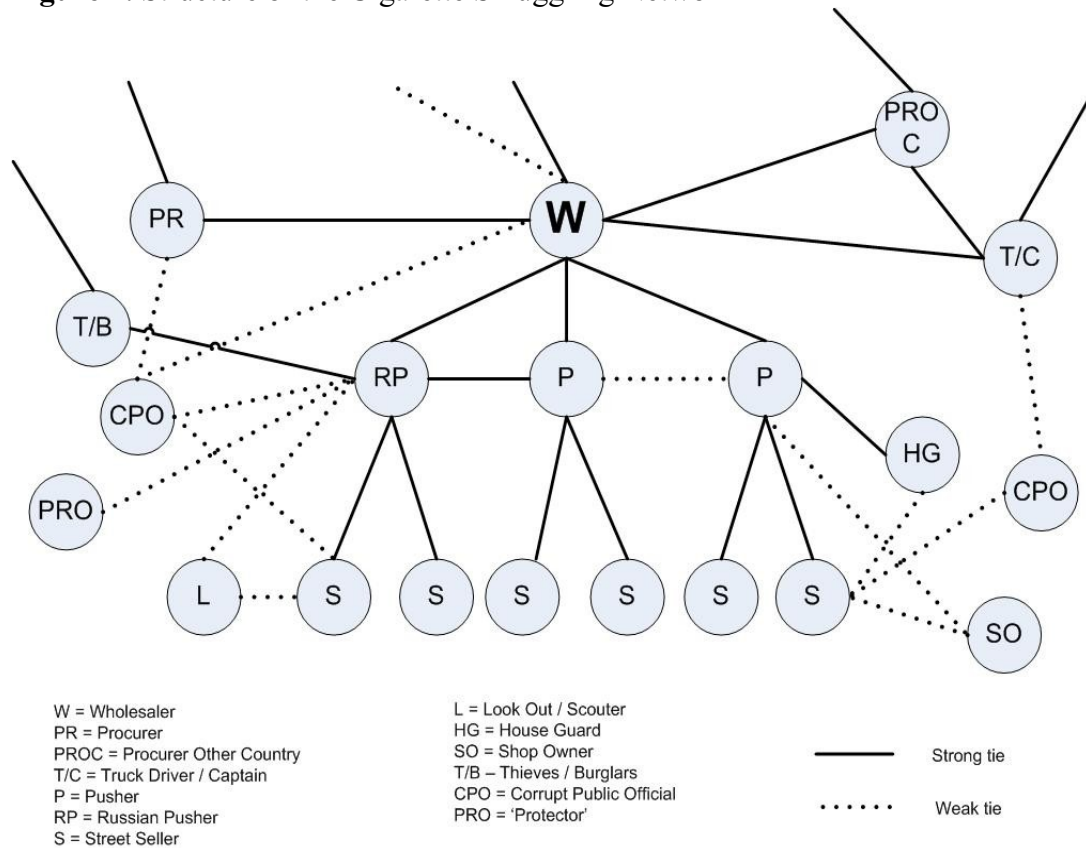 PRO
C
W
PR
T/C
T/B
RP
P
P
CPO
HG
CPO
PRO
L
S
S
S
S
S
S
SO
W = Wholesaler
PR = Procurer
PROC = Procurer Other Country
T/C = Truck Driver / Captain
P = Pusher
RP = Russian Pusher
S = Street Seller
L = Look Out / Scouter
HG = House Guard
SO = Shop Owner
T/B – Thieves / Burglars
CPO = Corrupt Public Official
PRO = ‘Protector’
Strong tie
Weak tie